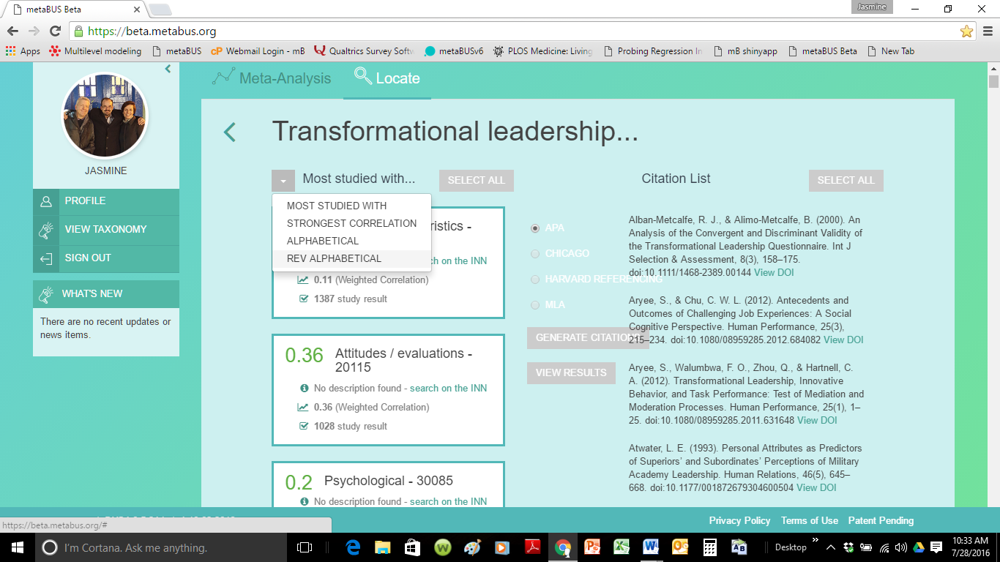 metaBUS Beta
Jasmine
https://beta.metabus.org
Apps
Multilevel modeling
metaBUS
Webmail Login - mB
Qualtrics Survey Softw
metaBUSv6
PLOS Medicine: Living
Probing Regression In
mB shinyapp
metaBUS Beta
New Tab
JASMINE
PROFILE
VIEW TAXONOMY
SIGN OUT
WHAT'S NEW
There are no recent updates or
news items.
Meta-Analysis
Locate
Transformational leadership...
Most studied with...
SELECT ALL
MOST STUDIED WITH
STRONGEST CORRELATION
ALPHABETICAL
REV ALPHABETICAL
ristics -
ch on the INN
0.11 (Weighted Correlation)
1387 study result
0.36
Attitudes / evaluations -
20115
No description found - search on the INN
0.36 (Weighted Correlation)
1028 study result
0.2
Psychological - 30085
No description found - search on the INN
APA
CHICAGO
HARVARD REFERENCING
MLA
GENERATE CITATIONS
VIEW RESULTS
Citation List
SELECT ALL
Alban-Metcalfe, R. J., & Alimo-Metcalfe, B. (2000). An
Analysis of the Convergent and Discriminant Validity of
the Transformational Leadership Questionnaire. Int J
Selection & Assessment, 8(3), 158–175.
doi:10.1111/1468-2389.00144 View DOI
Aryee, S., & Chu, C. W. L. (2012). Antecedents and
Outcomes of Challenging Job Experiences: A Social
Cognitive Perspective. Human Performance, 25(3),
215–234. doi:10.1080/08959285.2012.684082 View DOI
Aryee, S., Walumbwa, F. O., Zhou, Q., & Hartnell, C.
A. (2012). Transformational Leadership, Innovative
Behavior, and Task Performance: Test of Mediation and
Moderation Processes. Human Performance, 25(1), 1–
25. doi:10.1080/08959285.2011.631648 View DOI
Atwater, L. E. (1993). Personal Attributes as Predictors
of Superiors' and Subordinates' Perceptions of Military
Academy Leadership. Human Relations, 46(5), 645–
668. doi:10.1177/001872679304600504 View DOI
https://beta.metabus.org/#
Privacy Policy
Terms of Use
Patent Pending
I'm Cortana. Ask me anything.
Desktop
10:33 AM
7/28/2016